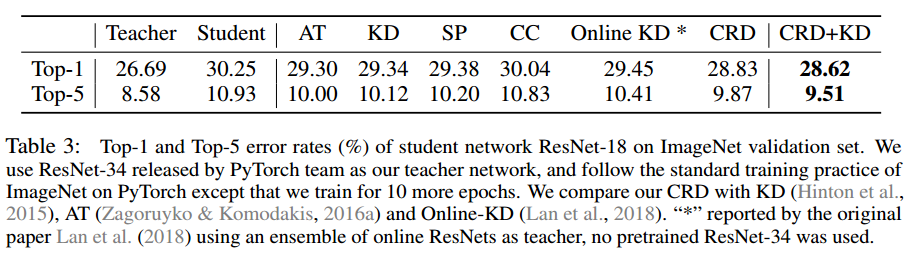 Teacher Student AT KD SP CC Online KD * CRD CRD+KD
Top-1 26.69 30.25 29.30 29.34 29.38 30.04 29.45 28.83 28.62
Top-5 8.58 10.93 10.00 10.12 10.20 10.83 10.41 9.87 9.51
Table 3: Top-1 and Top-5 error rates (%) of student network ResNet-18 on ImageNet validation set. We
use ResNet-34 released by PyTorch team as our teacher network, and follow the standard training practice of
ImageNet on PyTorch except that we train for 10 more epochs. We compare our CRD with KD (Hinton et al.,
2015), AT (Zagoruyko & Komodakis, 2016a) and Online-KD (Lan et al., 2018). “*” reported by the original
paper Lan et al. (2018) using an ensemble of online ResNets as teacher, no pretrained ResNet-34 was used.